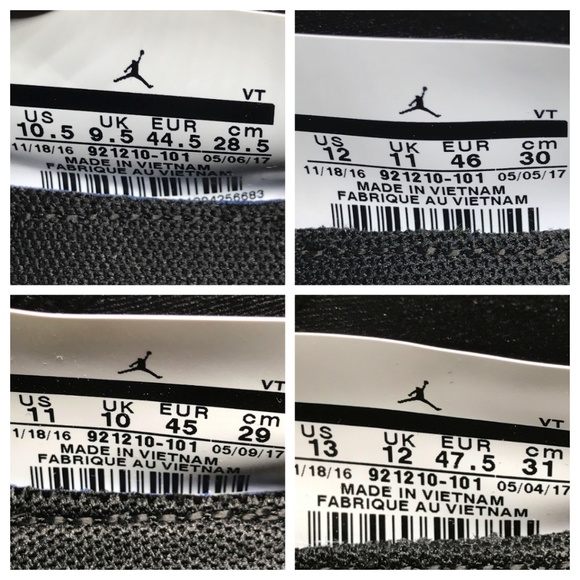 VT
US UK EUR cm
10.5 9.5 44.5 28.5
11/18/16 921210-101 05/06/17
MADE IN VIETNAM
FABRIQUE AU VIETNAM
VT
US UK EUR cm
12 11 46 30
11/18/16 921210-101 05/05/17
MADE IN VIETNAM
FABRIQUE AU VIETNAM
VT
US UK EUR cm
11 10 45 29
1/18/16 921210-101 05/09/17
MADE IN VIETNAM
FABRIQUE AU VIETNAM
VT
US UK EUR cm
13 12 47.5 31
1/18/16 921210-101 05/04/17
MADE IN VIETNAM
FABRIQUE AU VIETNAM